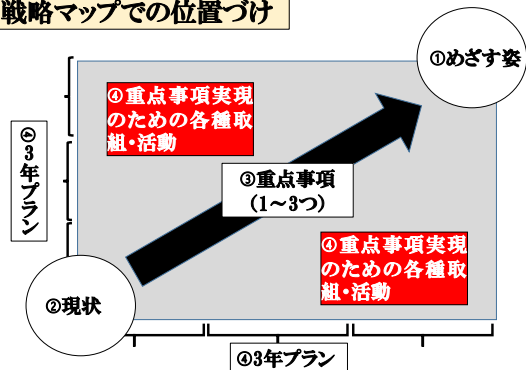 戦略マップでの位置づけ
①めざす姿
④重点事項実現
のための各種取
組・活動
④3年プラン
③重点事項
(1～3つ)
④重点事項実現
のための各種取
組・活動
②現状
④3年プラン